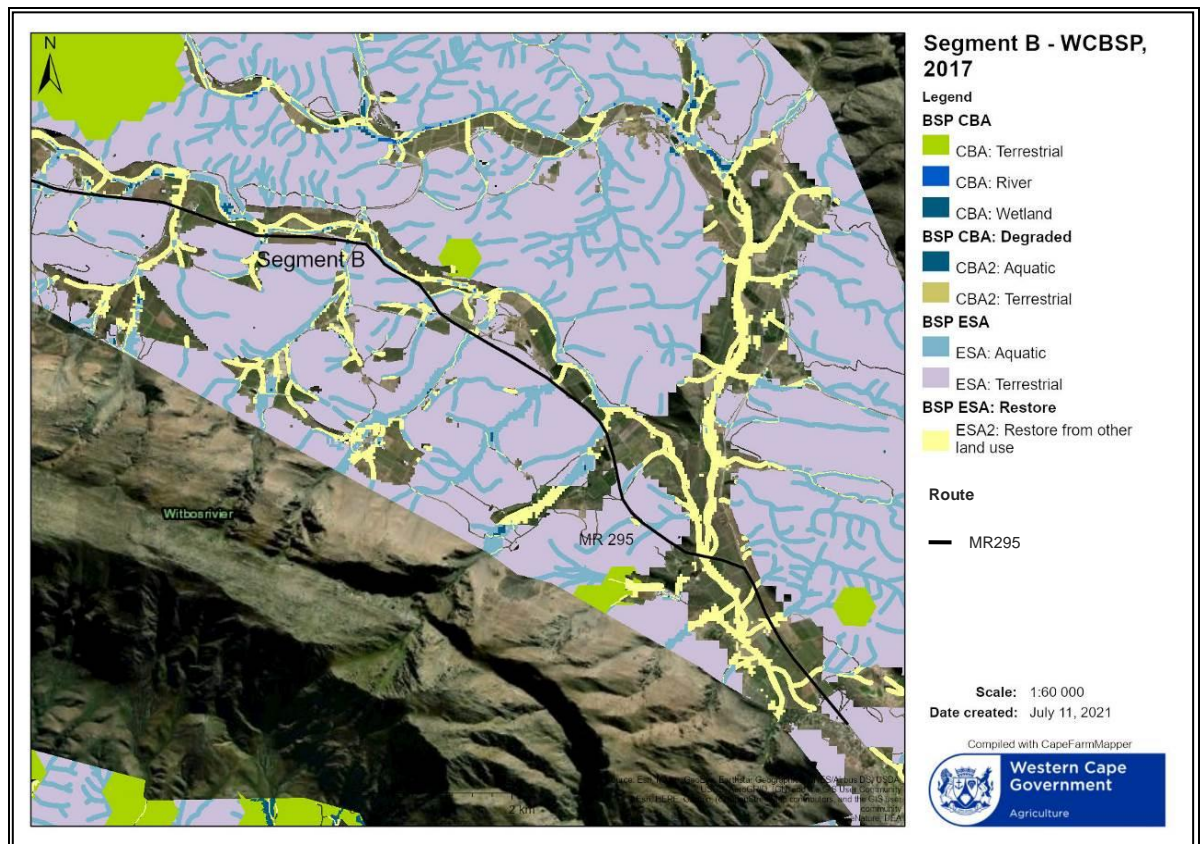 N
Segment B
Witbosrivier
MR 295
2 km
community
Segment B - WCBSP,
2017
Legend
BSP CBA
CBA: Terrestrial
CBA: River
CBA: Wetland
BSP CBA: Degraded
CBA2: Aquatic
CBA2: Terrestrial
BSP ESA
ESA: Aquatic
ESA: Terrestrial
BSP ESA: Restore
ESA2: Restore from other
land use
Route
MR295
Scale: 1:60 000
Date created: July 11, 2021
Compiled with CapeFarmMapper
Western Cape
Government
Agriculture